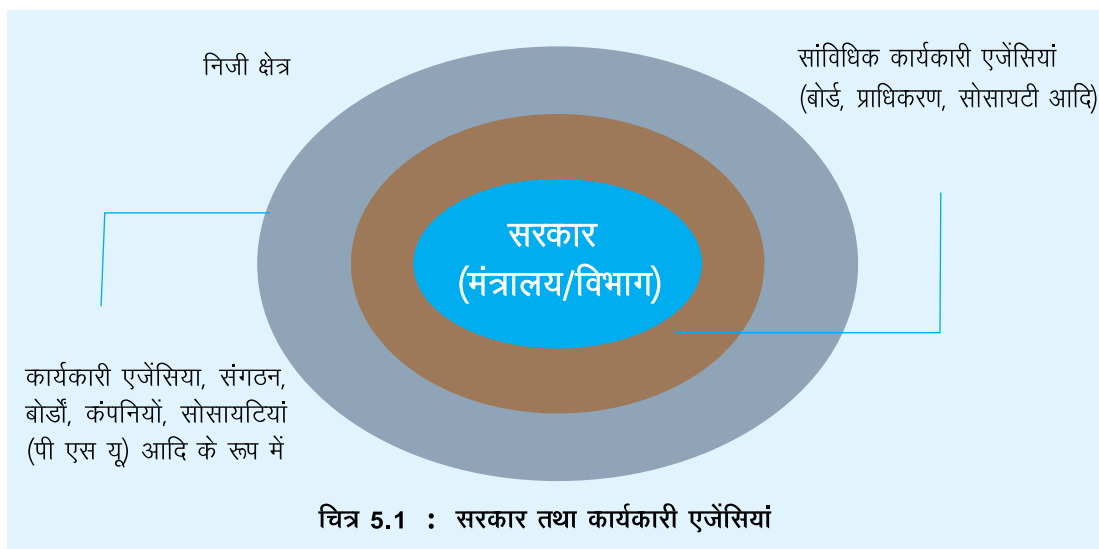 निजी क्षेत्र
सांविधिक कार्यकारी एजेंसियां
(बोर्ड, प्राधिकरण, सोसायटी आदि)
सरकार
(मंत्रालय/विभाग)
कार्यकारी एजेंसिया, संगठन,
बोर्डों, कंपनियों, सोसायटियां
(पी एस यू) आदि के रूप में
चित्र 5.1 : सरकार तथा कार्यकारी एजेंसियां